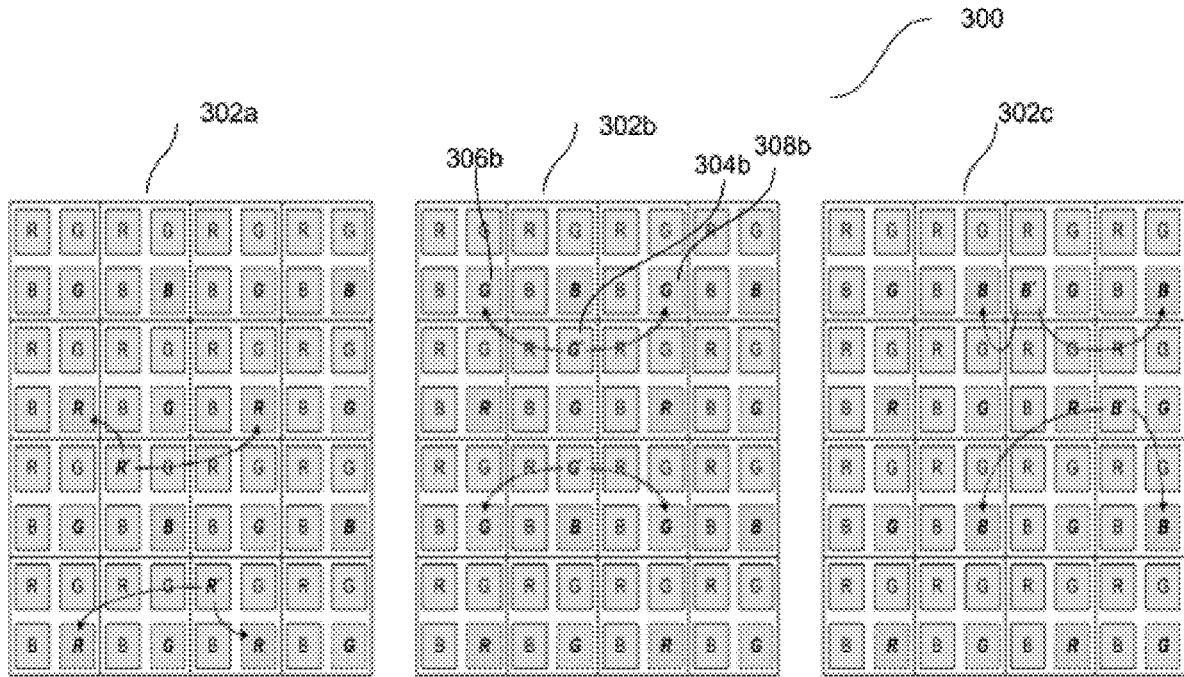 300
302a 302b 302c
306b 304b 308b
R G R G R G R G R G R G R G R G R G R G R G R G
B G B B B G B B B G B B B G B B B G B B B' G B B
R G R G R G R G R G R G' R G R G R G R G R G R G
B R B G B R B G B R B G B R B G B R B G B R B' G
R G R' G R G R G R G R G' R G R G R G R G R G R G
B G B B B G B B B G B B B G B B B G B B B G B B
R G R G R' G R G R G R G R G R G R G R G R G R G
B R B G B R B G B R B G B R B G B R B G B R B G